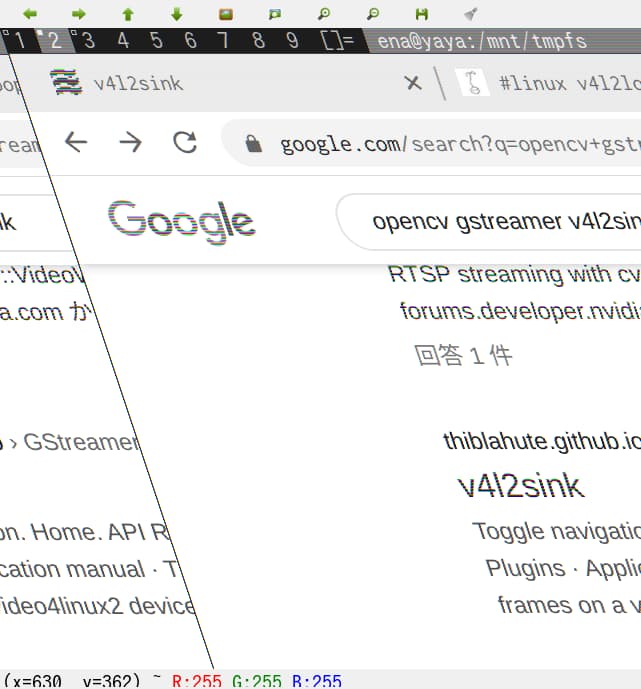 1 2 3 4 5 6 7 8 9 []= ena@yaya:/mnt/tmpfs
v4l2sink #linux v4l2lo
ream google.com/search?q=opencv+gst
k Google opencv gstreamer v4l2sin
::VideoV RTSP streaming with cv
a.com か forums.developer.nvidi
回答 1 件
› GStreamer thiblahute.github.io
v4l2sink
on. Home. API R Toggle navigatio
cation manual · T Plugins · Applic
ideo4linux2 device frames on a v
(x=630, y=362) ~ R:255 G:255 B:255